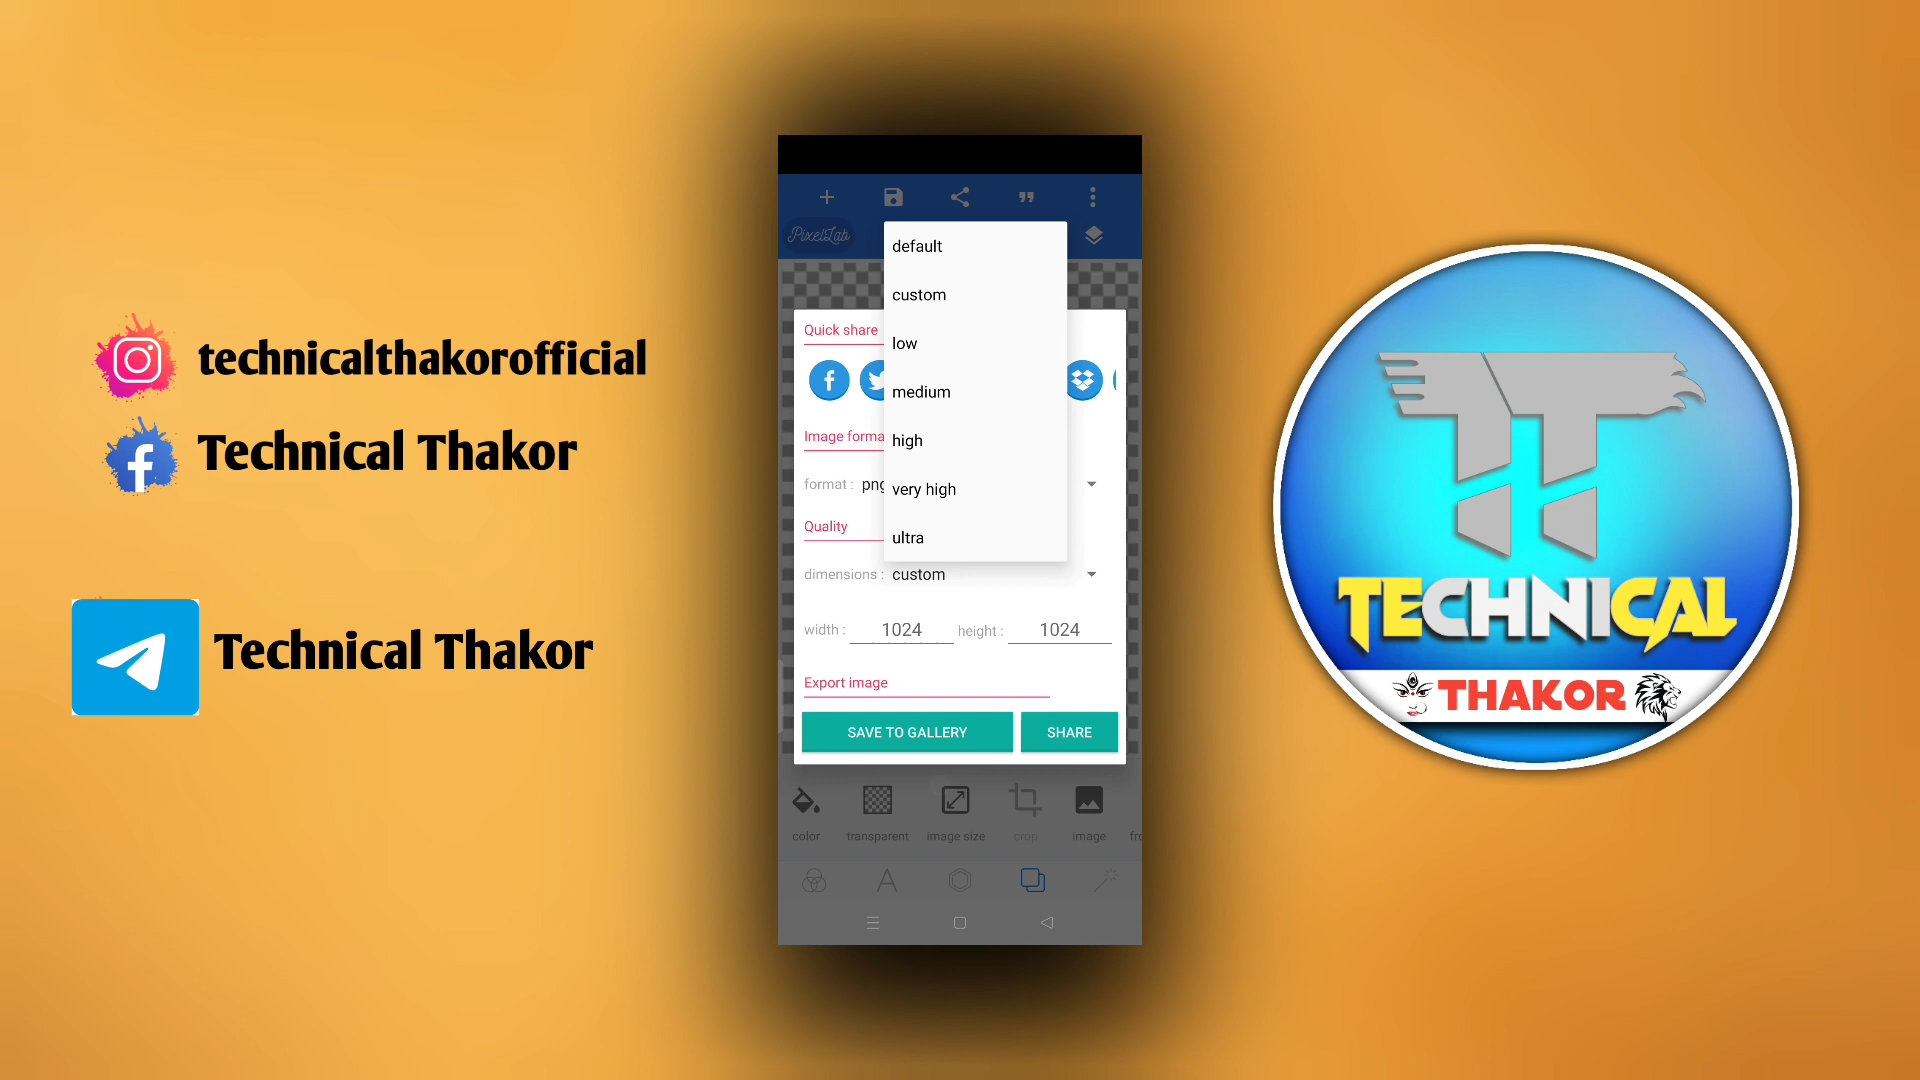 technicalthakorofficial
Technical Thakor
Technical Thakor
PixelLab
default
custom
low
medium
high
very high
ultra
Quick share
format : png
Quality
dimensions : custom
width : 1024 height : 1024
Export image
SAVE TO GALLERY SHARE
color transparent image size crop image
TECHNICAL
THAKOR